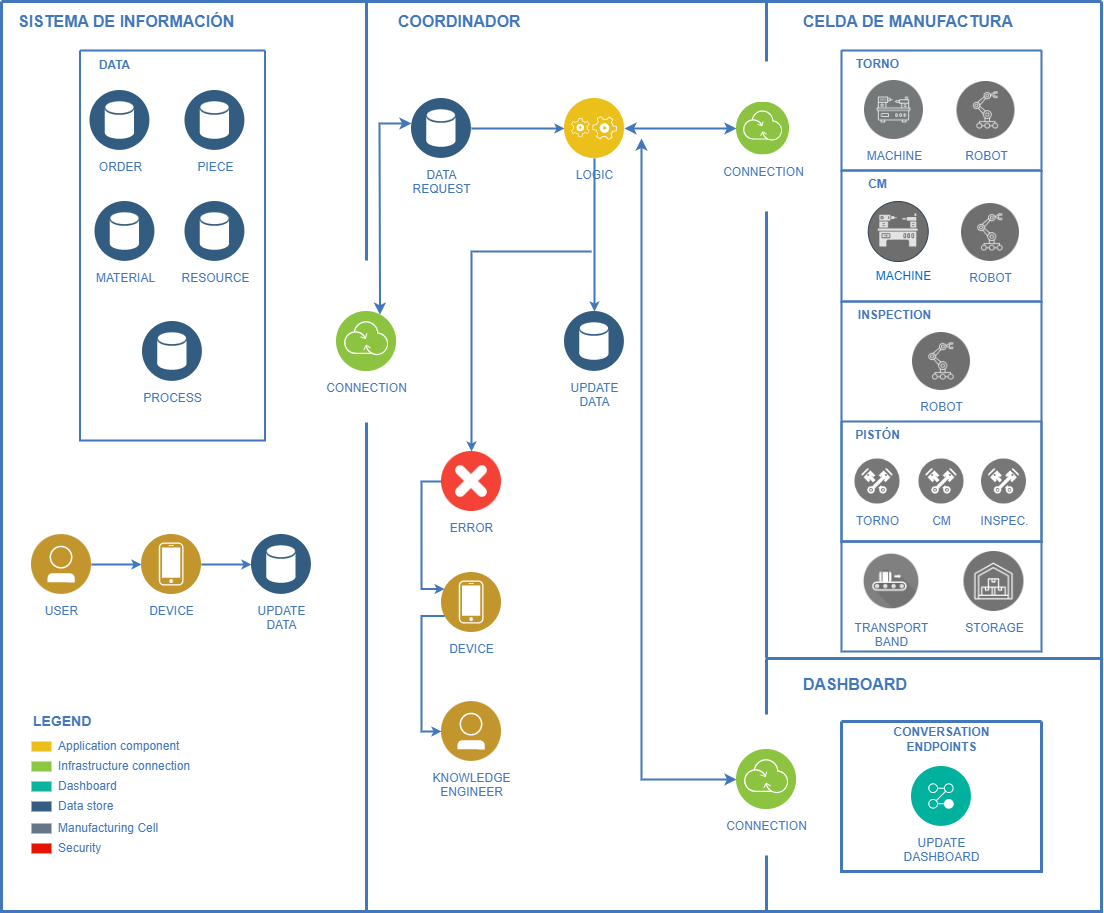 SISTEMA DE INFORMACIÓN
DATA
ORDER
PIECE
MATERIAL
RESOURCE
PROCESS
CONNECTION
USER
DEVICE
UPDATE
DATA
LEGEND
Application component
Infrastructure connection
Dashboard
Data store
Manufacturing Cell
Security
COORDINADOR
DATA
REQUEST
LOGIC
CONNECTION
UPDATE
DATA
ERROR
DEVICE
KNOWLEDGE
ENGINEER
CONNECTION
CELDA DE MANUFACTURA
TORNO
MACHINE
ROBOT
CM
MACHINE
ROBOT
INSPECTION
ROBOT
PISTÓN
TORNO
CM
INSPEC.
TRANSPORT
BAND
STORAGE
DASHBOARD
CONVERSATION
ENDPOINTS
UPDATE
DASHBOARD